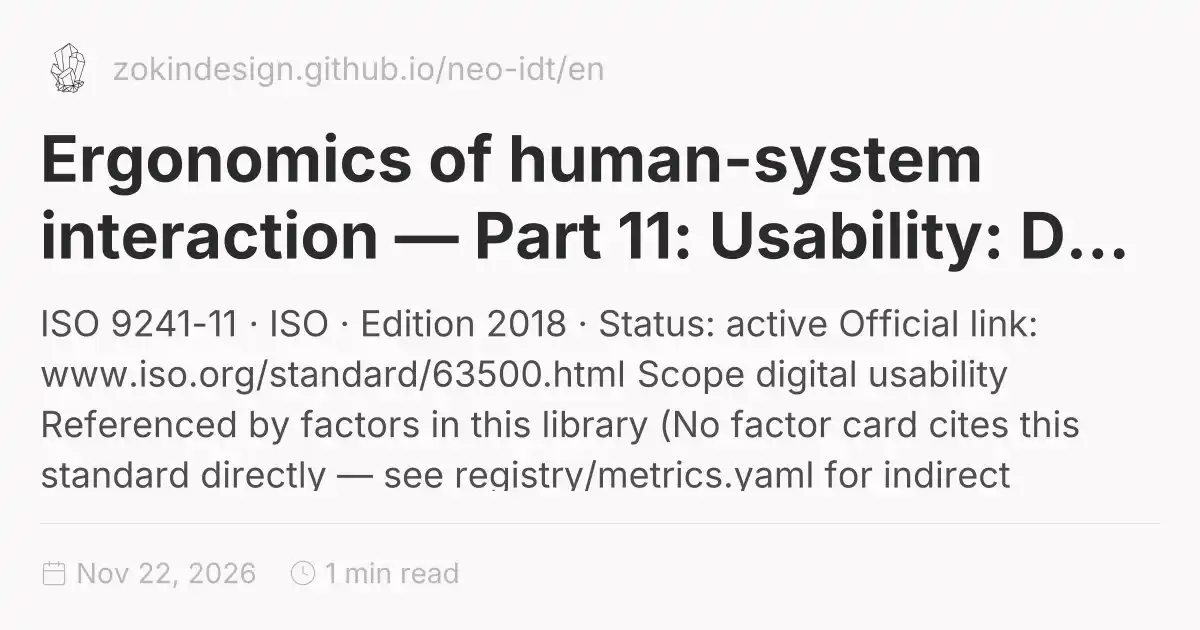 zokindesign.github.io/neo-idt/en
Ergonomics of human-system
interaction — Part 11: Usability: D...
ISO 9241-11 · ISO · Edition 2018 · Status: active Official link:
www.iso.org/standard/63500.html Scope digital usability
Referenced by factors in this library (No factor card cites this
standard directly — see registry/metrics.yaml for indirect
Nov 22, 2026 1 min read